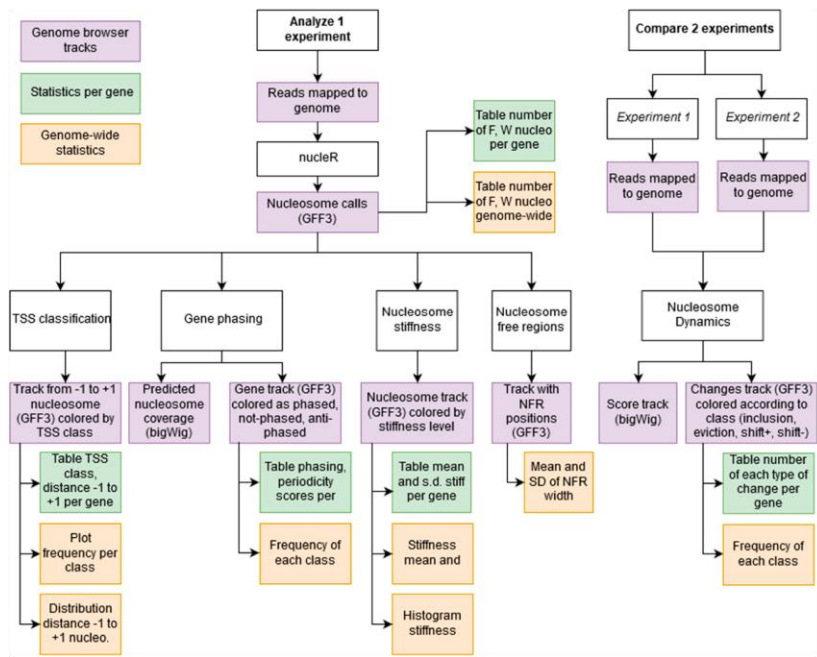 Genome browser
tracks
Statistics per gene
Genome-wide
statistics
Analyze 1
experiment
Reads mapped to
genome
nucleR
Nucleosome calls
(GFF3)
Table number
of F, W nucleo
per gene
Table number
of F, W nucleo
genome-wide
TSS classification
Track from -1 to +1
nucleosome
(GFF3) colored by
TSS class
Table TSS
class,
distance -1 to
+1 per gene
Plot
frequency per
class
Distribution
distance -1 to
+1 nucleo.
Gene phasing
Predicted
nucleosome
coverage
(bigWig)
Gene track (GFF3)
colored as phased,
not-phased, anti-
phased
Table phasing,
periodicity
scores per
Frequency of
each class
Nucleosome
stiffness
Nucleosome track
(GFF3) colored by
stiffness level
Table mean
and s.d. stiff
per gene
Stiffness
mean and
Histogram
stiffness
Nucleosome
free regions
Track with
NFR
positions
(GFF3)
Mean and
SD of NFR
width
Compare 2 experiments
Experiment 1
Experiment 2
Reads mapped
to genome
Reads mapped
to genome
Nucleosome
Dynamics
Score track
(bigWig)
Changes track (GFF3)
colored according to
class (inclusion,
eviction, shift+, shift-)
Table number
of each type of
change per
gene
Frequency of
each class